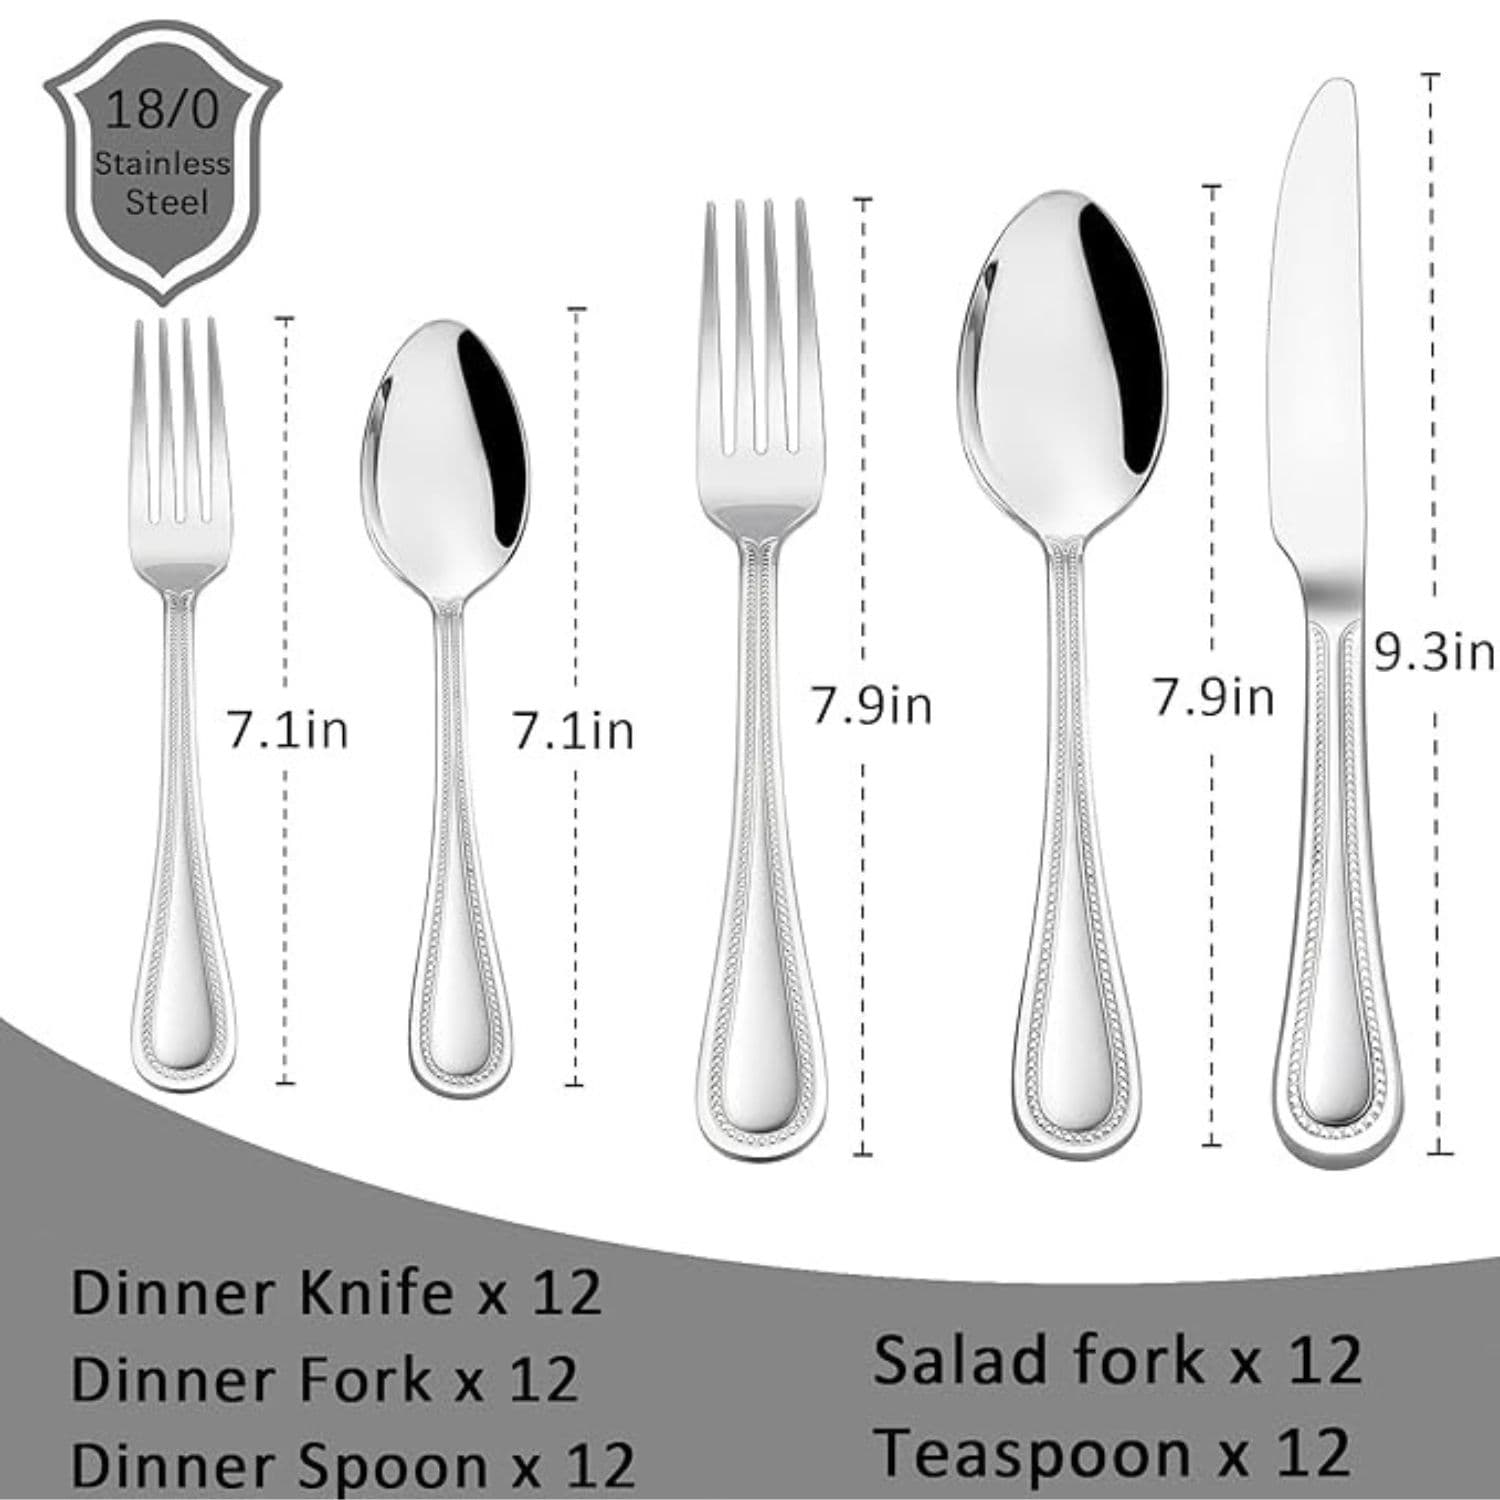 18/0
Stainless
Steel
7.1in
7.1in
7.9in
7.9in
9.3in
Dinner Knife x 12
Dinner Fork x 12
Dinner Spoon x 12
Salad fork x 12
Teaspoon x 12